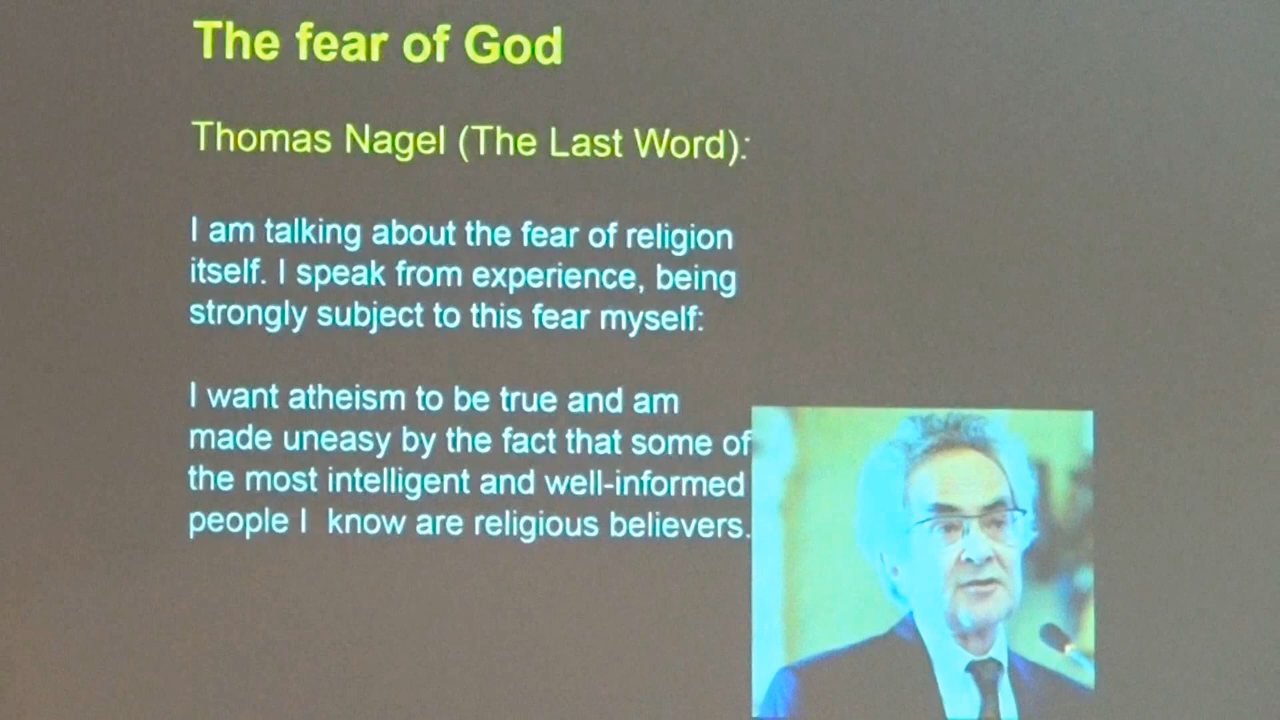 The fear of God
Thomas Nagel (The Last Word):
I am talking about the fear of religion
itself. I speak from experience, being
strongly subject to this fear myself:
I want atheism to be true and am
made uneasy by the fact that some of
the most intelligent and well-informed
people I  know are religious believers.